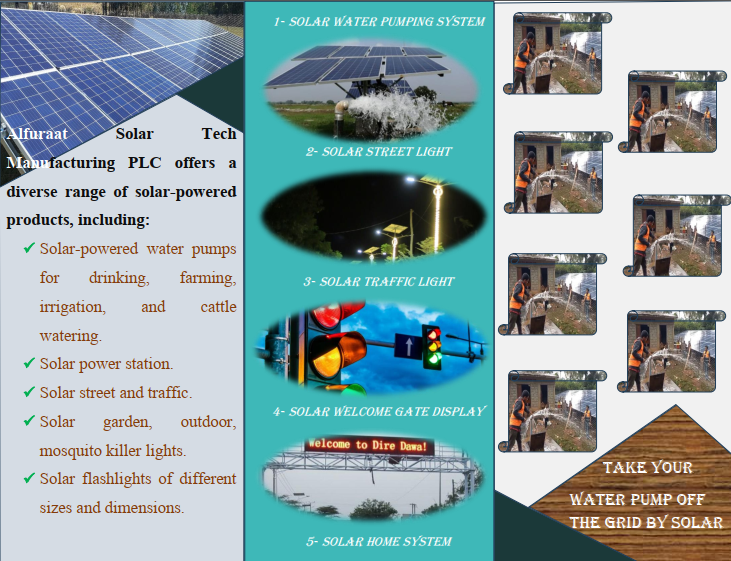 Alfuraat Solar Tech
Manufacturing PLC offers a
diverse range of solar-powered
products, including:
✓ Solar-powered water pumps
for drinking, farming,
irrigation, and cattle
watering.
✓ Solar power station.
✓ Solar street and traffic.
✓ Solar garden, outdoor,
mosquito killer lights.
✓ Solar flashlights of different
sizes and dimensions.
1- SOLAR WATER PUMPING SYSTEM
2- SOLAR STREET LIGHT
3- SOLAR TRAFFIC LIGHT
4- SOLAR WELCOME GATE DISPLAY
Welcome to Dire Dawa!
5- SOLAR HOME SYSTEM
TAKE YOUR
WATER PUMP OFF
THE GRID BY SOLAR